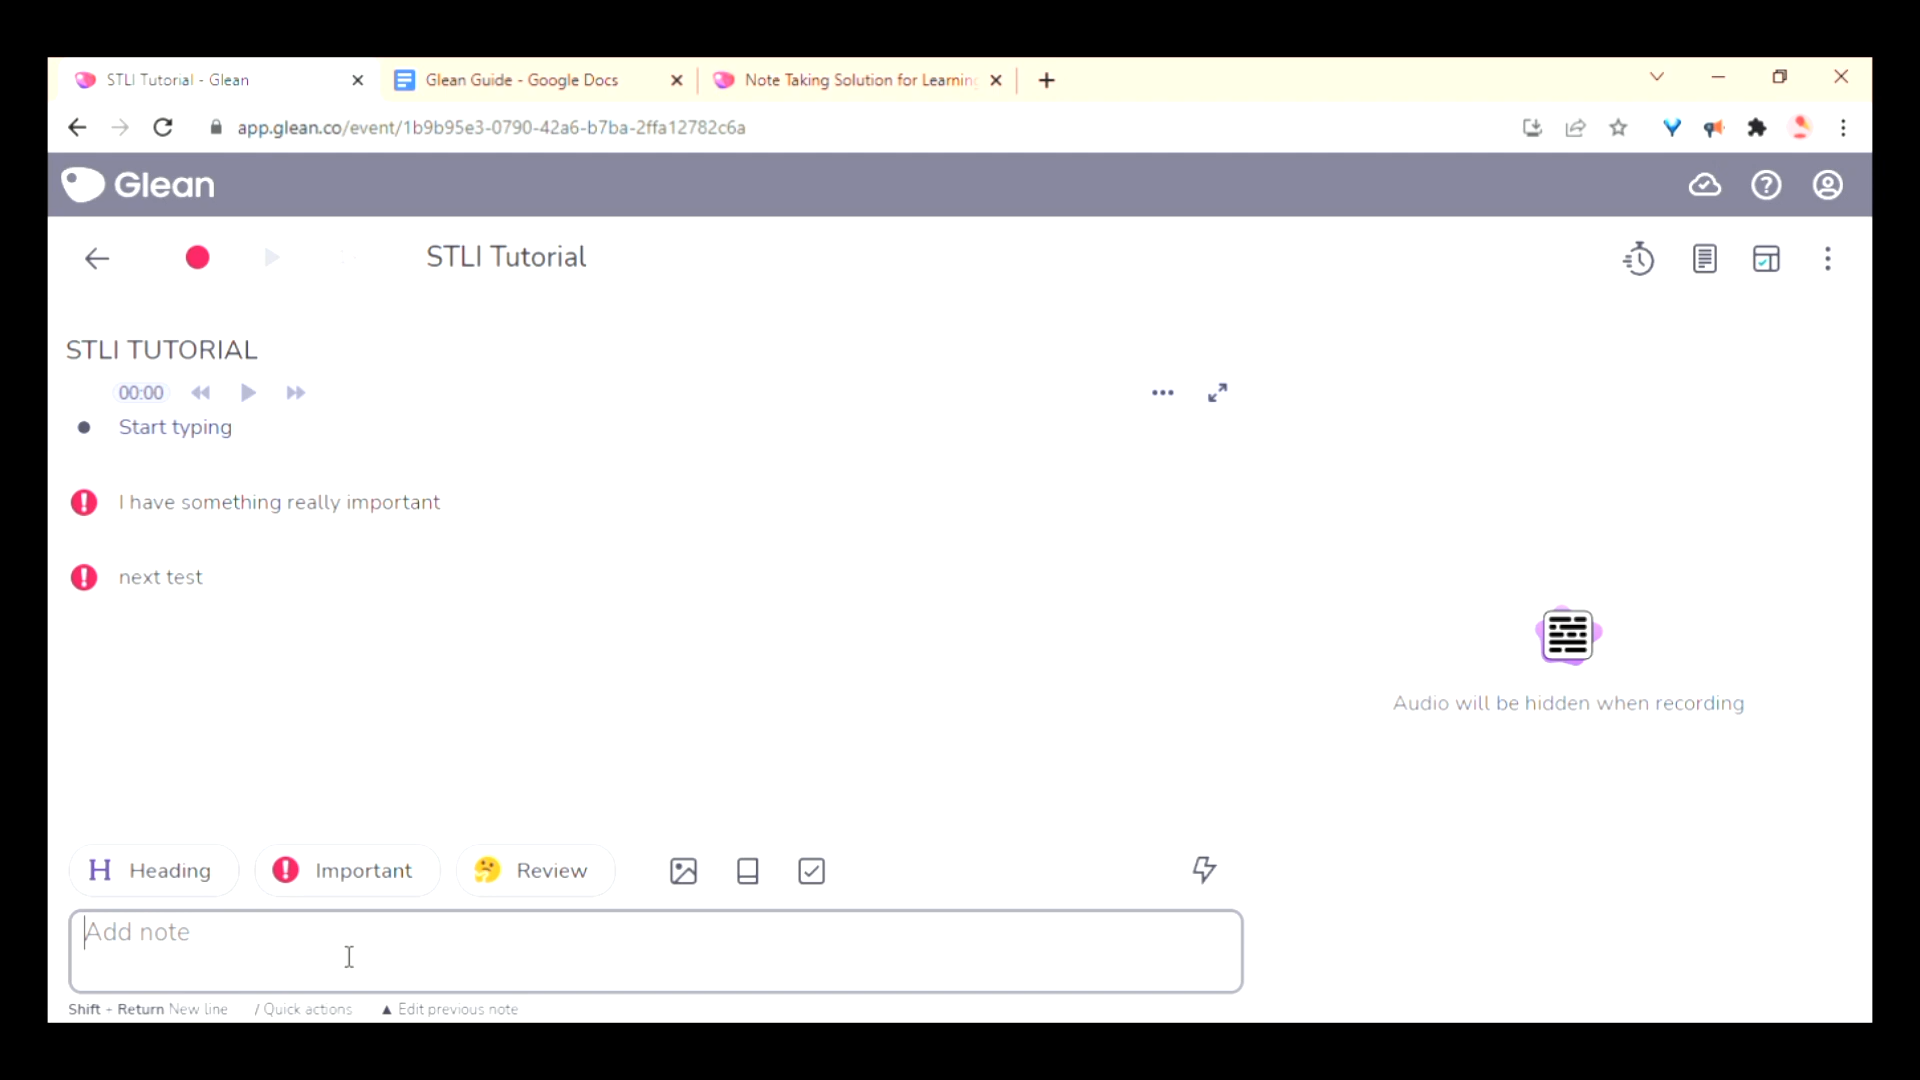 STLI Tutorial - Glean
Glean Guide - Google Docs
Note Taking Solution for Learning
app.glean.co/event/1b9b95e3-0790-42a6-b7ba-2ffa12782c6a
Glean
STLI Tutorial
STLI TUTORIAL
00:00
Start typing
I have something really important
next test
Audio will be hidden when recording
H Heading
Important
Review
Add note
Shift + Return New line / Quick actions ▲ Edit previous note